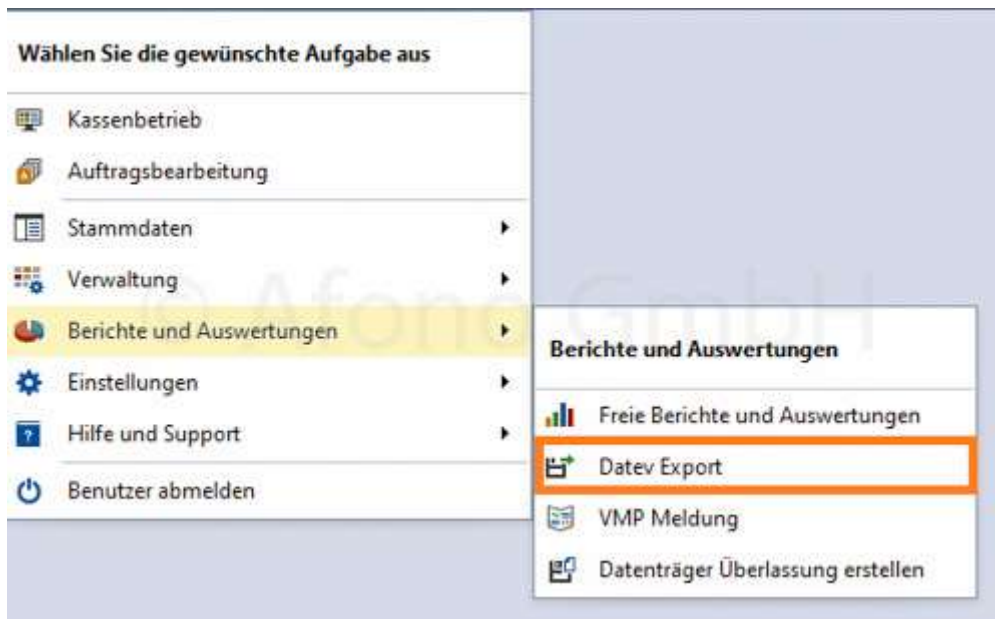 Wählen Sie die gewünschte Aufgabe aus
Kassenbetrieb
Auftragsbearbeitung
Stammdaten
Verwaltung
Berichte und Auswertungen
Einstellungen
Hilfe und Support
Benutzer abmelden
Berichte und Auswertungen
Freie Berichte und Auswertungen
Datev Export
VMP Meldung
Datenträger Überlassung erstellen
© Afono GmbH